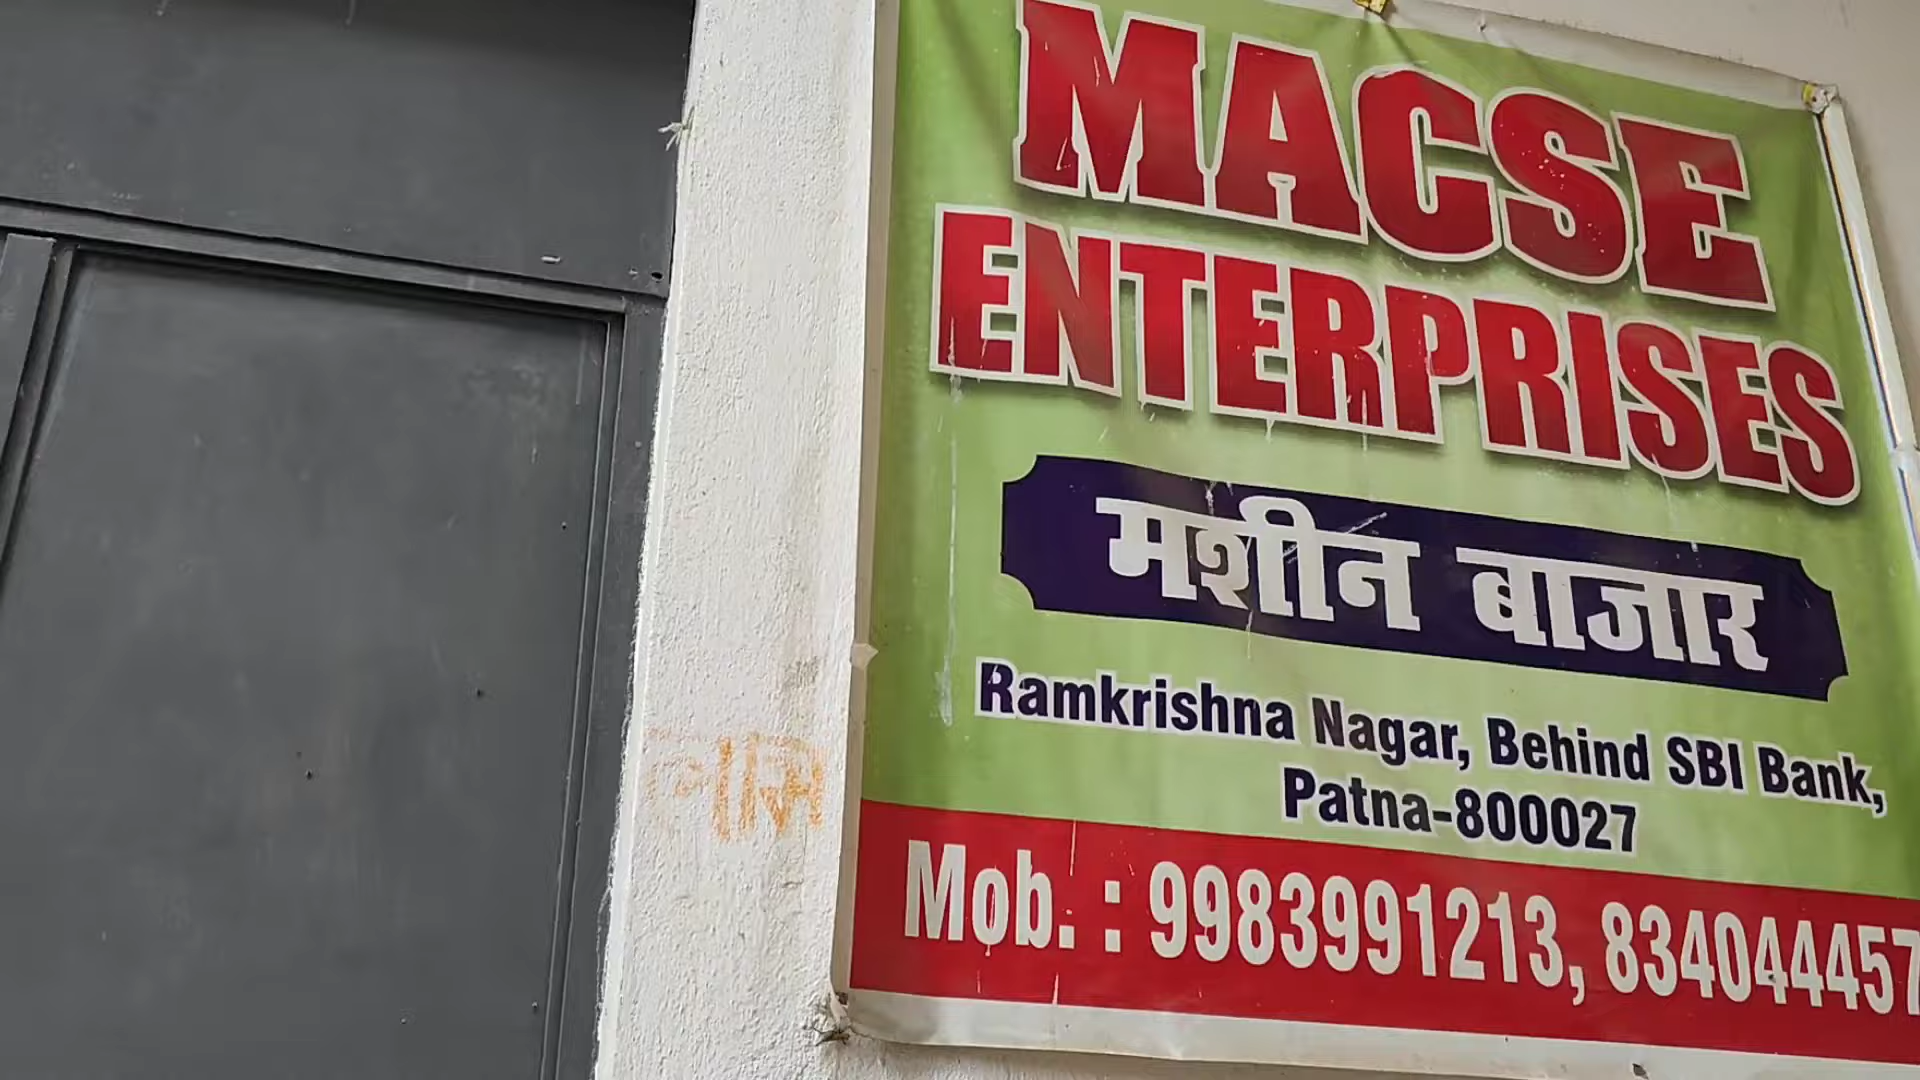 MACSE
ENTERPRISES
मशीन बाजार
Ramkrishna Nagar, Behind SBI Bank,
Patna-800027
Mob. : 9983991213, 834044457